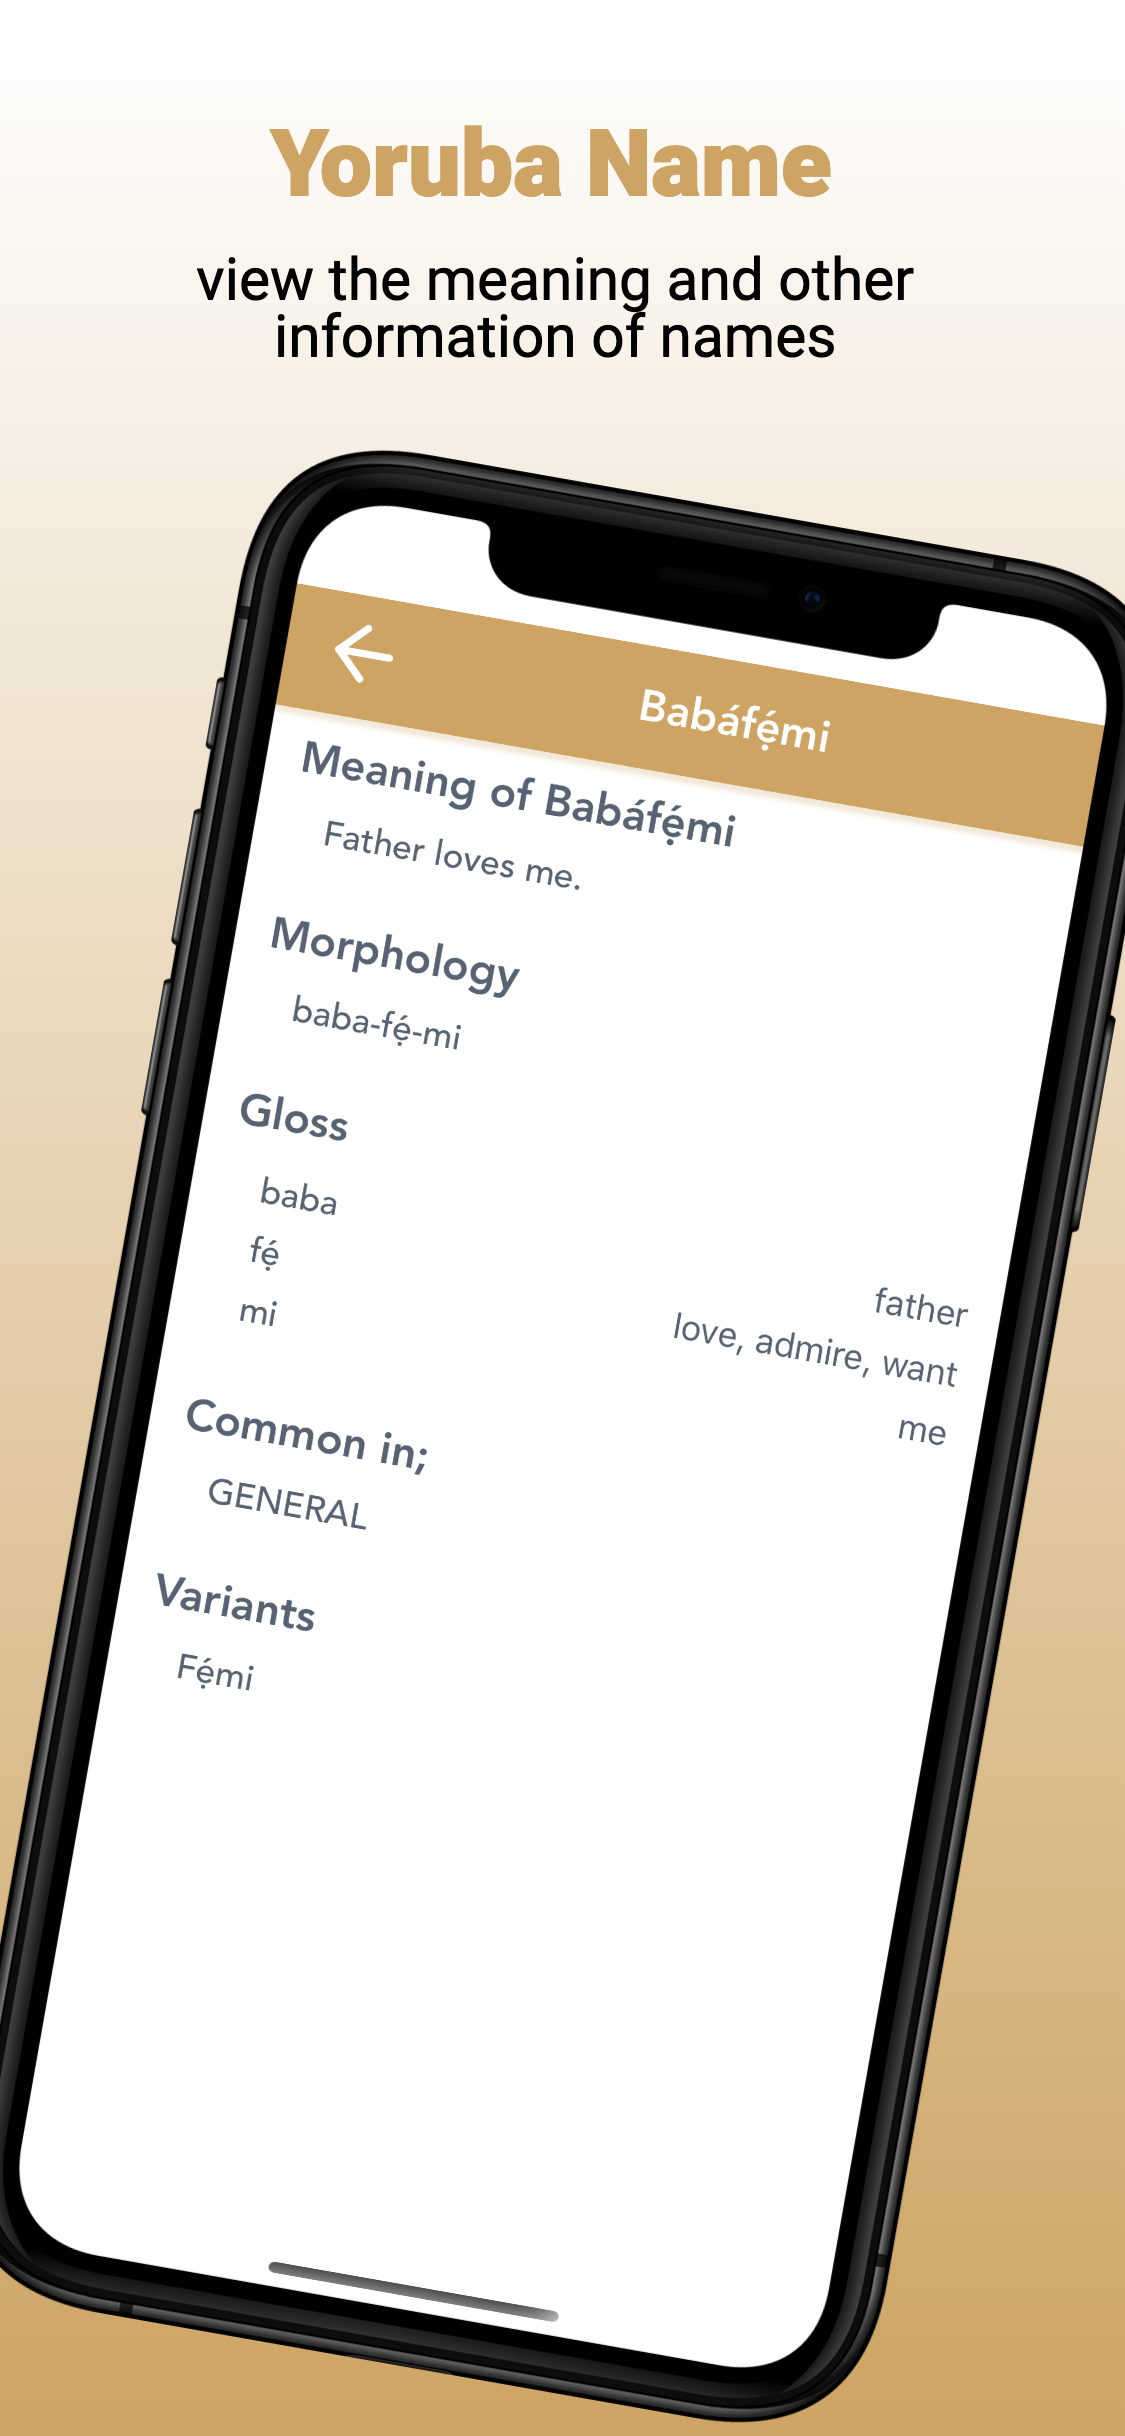 Yoruba Name
view the meaning and other
information of names
Babáfẹ́mi
Meaning of Babáfẹ́mi
Father loves me.
Morphology
baba-fẹ́-mi
Gloss
baba father
fẹ́ love, admire, want
mi me
Common in;
GENERAL
Variants
Fẹ́mi